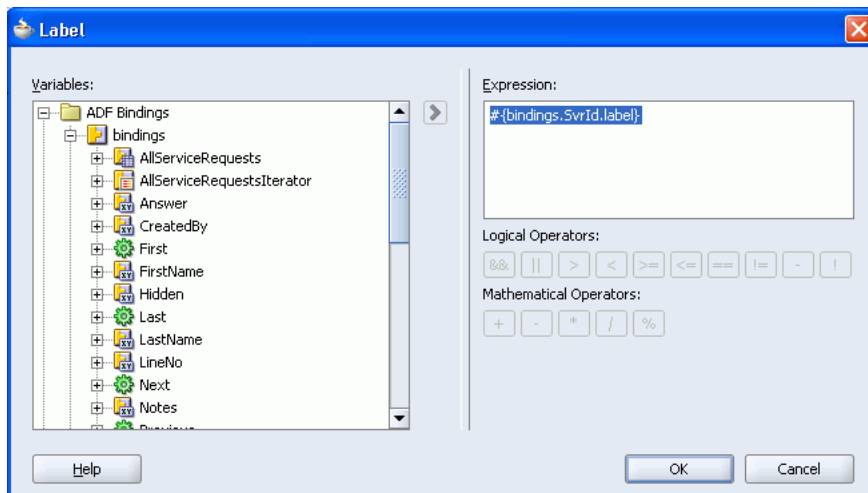 Label
Variables:
ADF Bindings
bindings
AllServiceRequests
AllServiceRequestsIterator
Answer
CreatedBy
First
FirstName
Hidden
Last
LastName
LineNo
Next
Notes
Previous
Expression:
#{bindings.SvrId.label}
Logical Operators:
&& || > < >= <= == != - !
Mathematical Operators:
+ - * / %
Help
OK Cancel